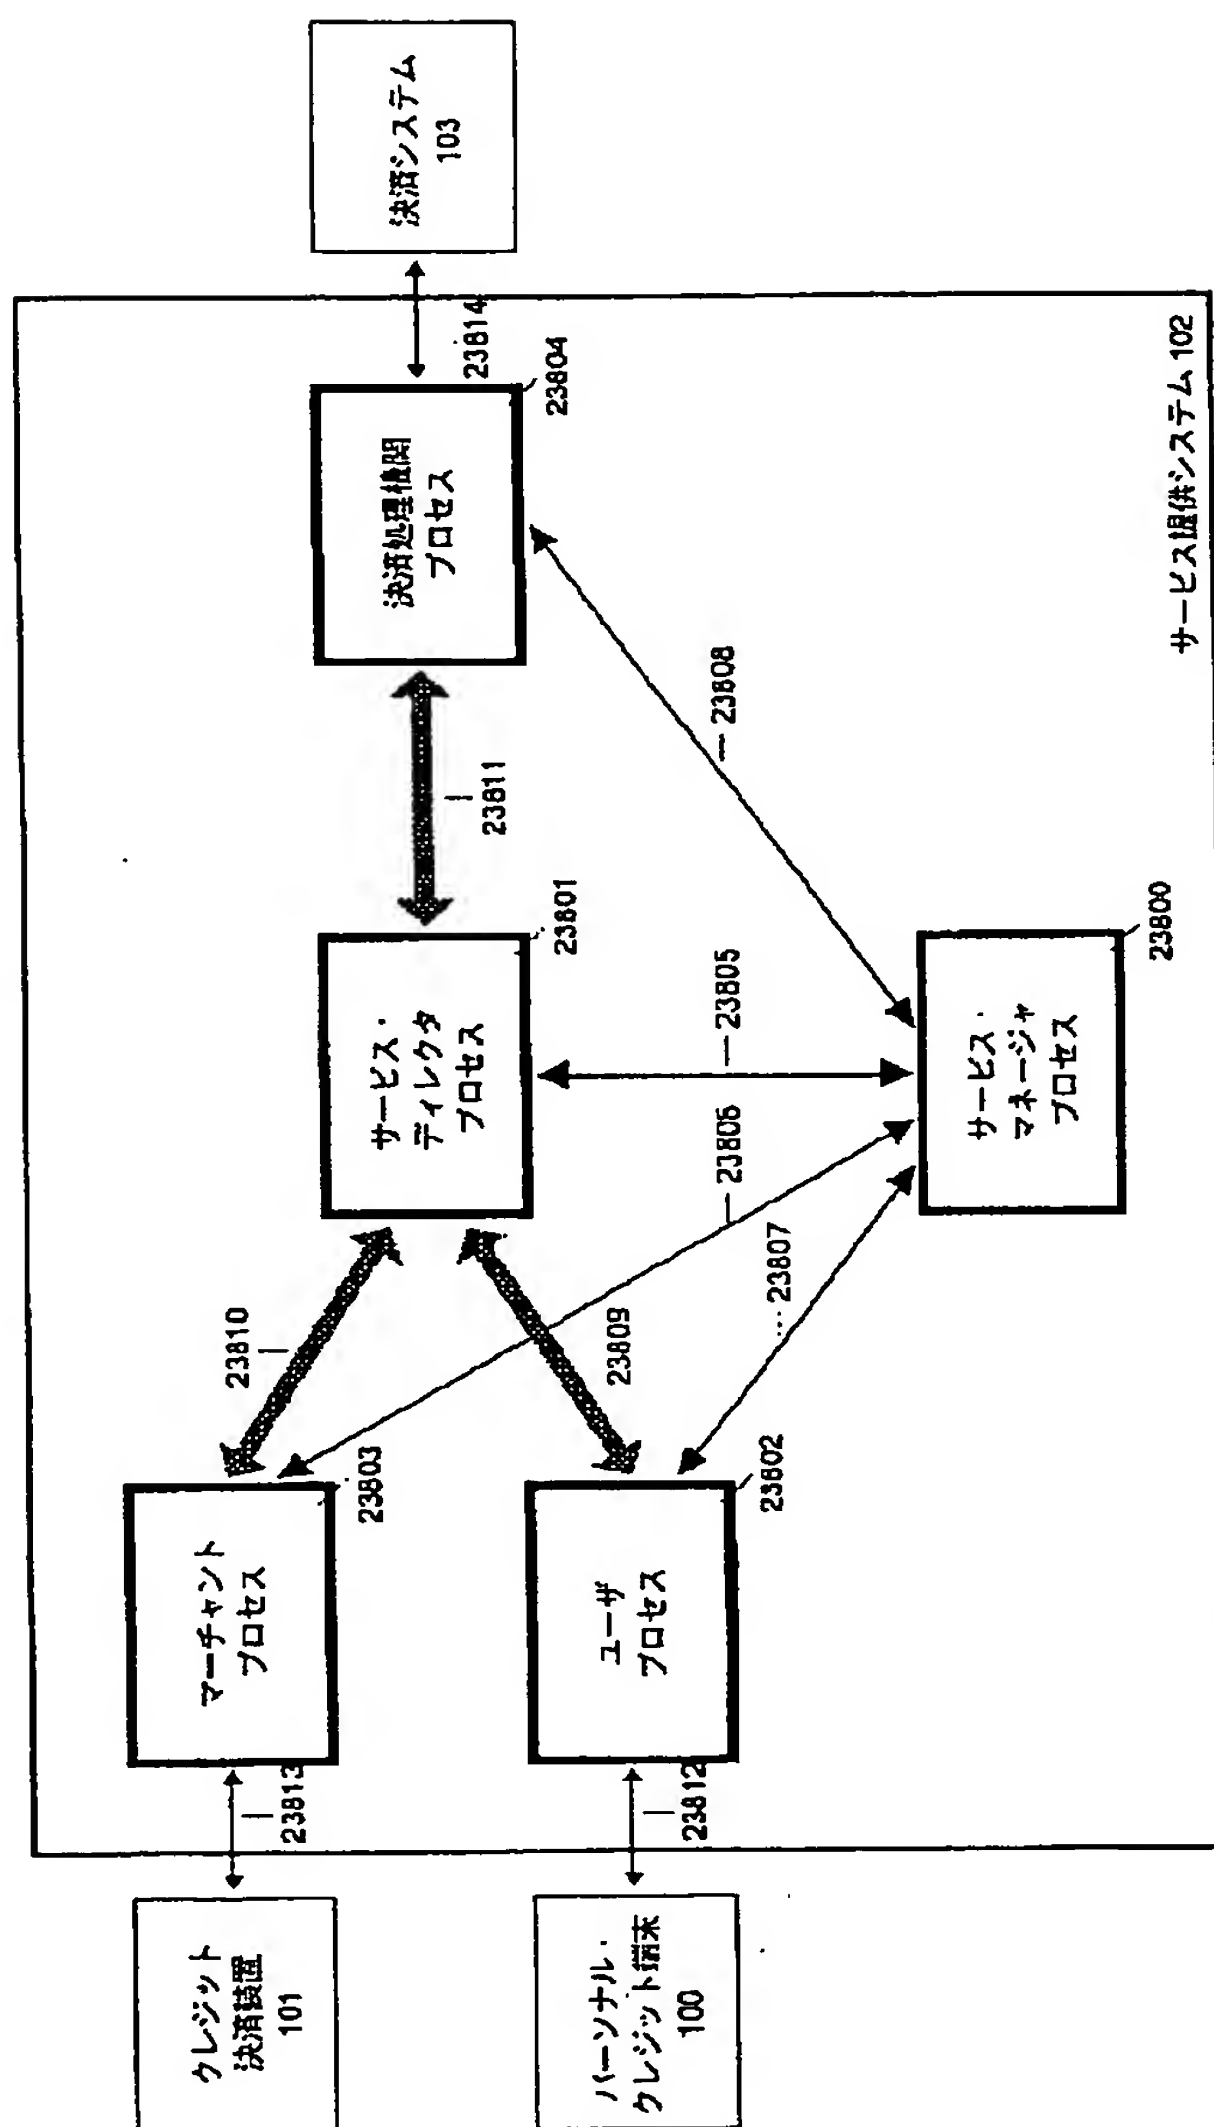 クレジット
決済装置
101
23813
マーチャント
プロセス
23803
23810
サービス・
ディレクタ
プロセス
23801
23811
決済処理機関
プロセス
23804
23814
決済システム
103
パーソナル・
クレジット端末
100
23812
ユーザ
プロセス
23802
23809
23807
23806
23805
23808
サービス・
マネージャ
プロセス
23800
サービス提供システム 102